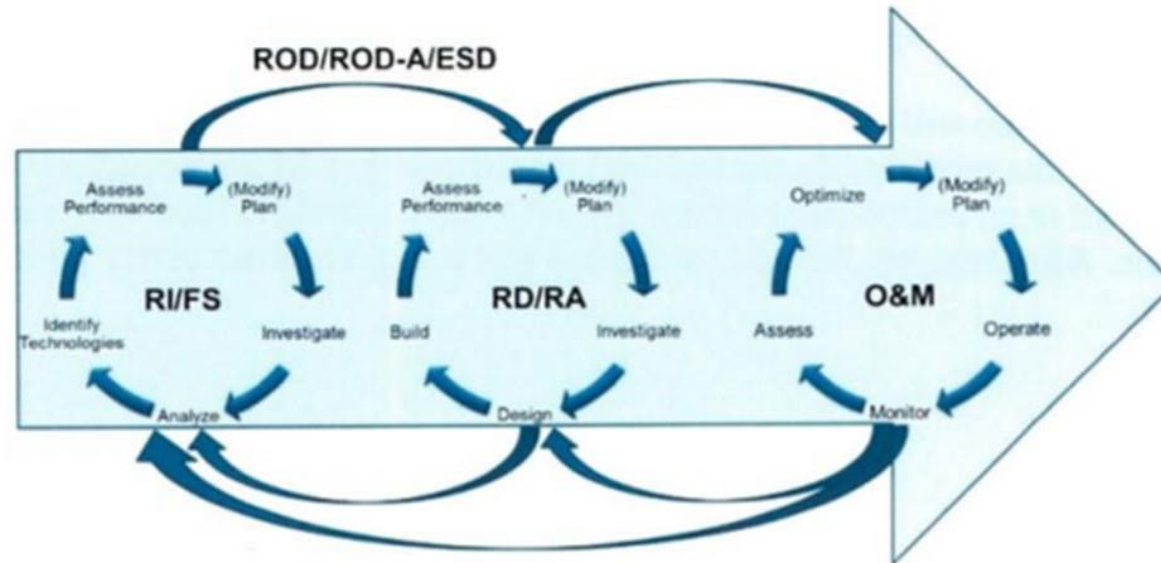 ROD/ROD-A/ESD
Assess
Performance
(Modify)
Plan
Investigate
Analyze
Identify
Technologies
RI/FS
Assess
Performance
(Modify)
Plan
Investigate
Design
Build
RD/RA
Optimize
(Modify)
Plan
Operate
Monitor
Assess
O&M